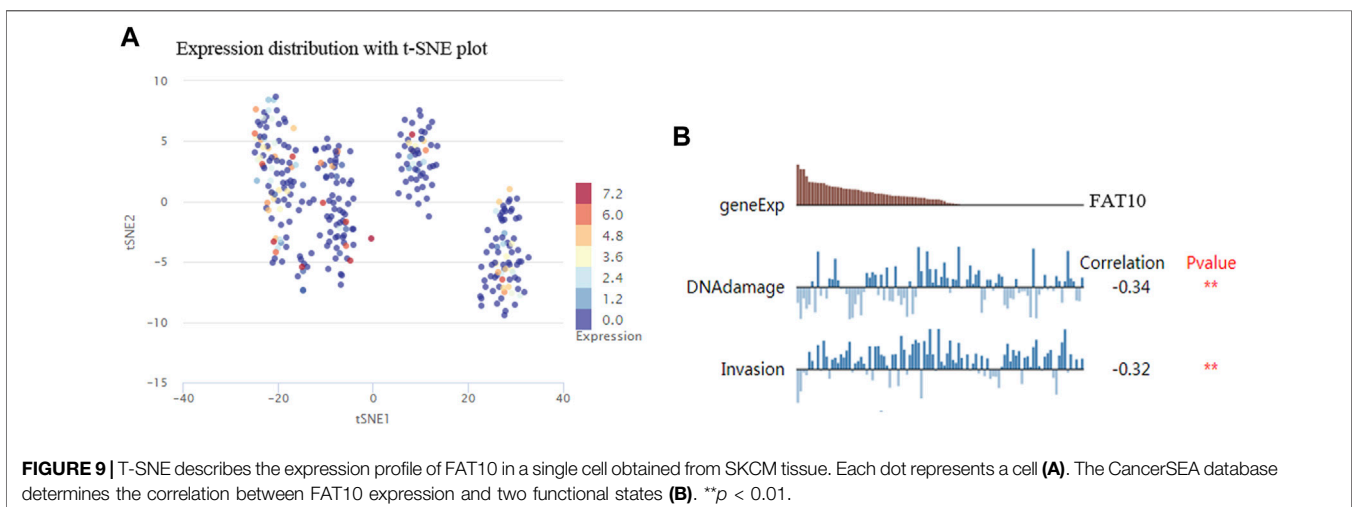 A
Expression distribution with t-SNE plot
10
5
0
−5
−10
−15
tSNE2
−40
−20
0
20
40
tSNE1
7.2
6.0
4.8
3.6
2.4
1.2
0.0
Expression
B
geneExp
FAT10
Correlation Pvalue
DNAdamage -0.34 **
Invasion -0.32 **
FIGURE 9 | T-SNE describes the expression profile of FAT10 in a single cell obtained from SKCM tissue. Each dot represents a cell (A). The CancerSEA database
determines the correlation between FAT10 expression and two functional states (B). **p < 0.01.